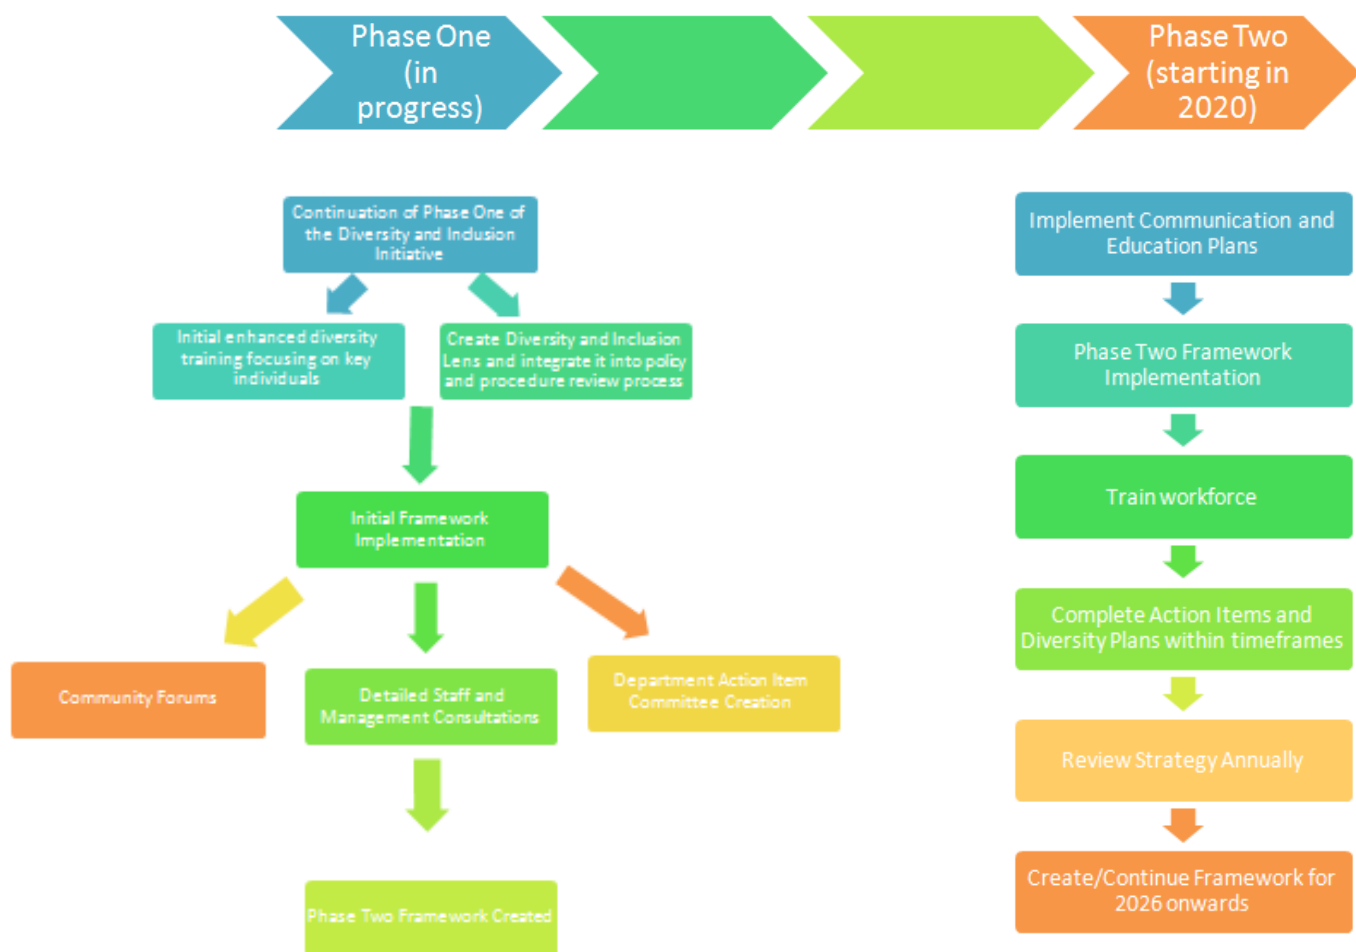 Phase One
(in
progress)
Phase Two
(starting in
2020)
Continuation of Phase One of
the Diversity and Inclusion
Initiative
Initial enhanced diversity
training focusing on key
individuals
Create Diversity and Inclusion
Lens and integrate it into policy
and procedure review process
Initial Framework
Implementation
Community Forums
Detailed Staff and
Management Consultations
Department Action Item
Committee Creation
Phase Two Framework Created
Implement Communication and
Education Plans
Phase Two Framework
Implementation
Train workforce
Complete Action Items and
Diversity Plans within timeframes
Review Strategy Annually
Create/Continue Framework for
2026 onwards